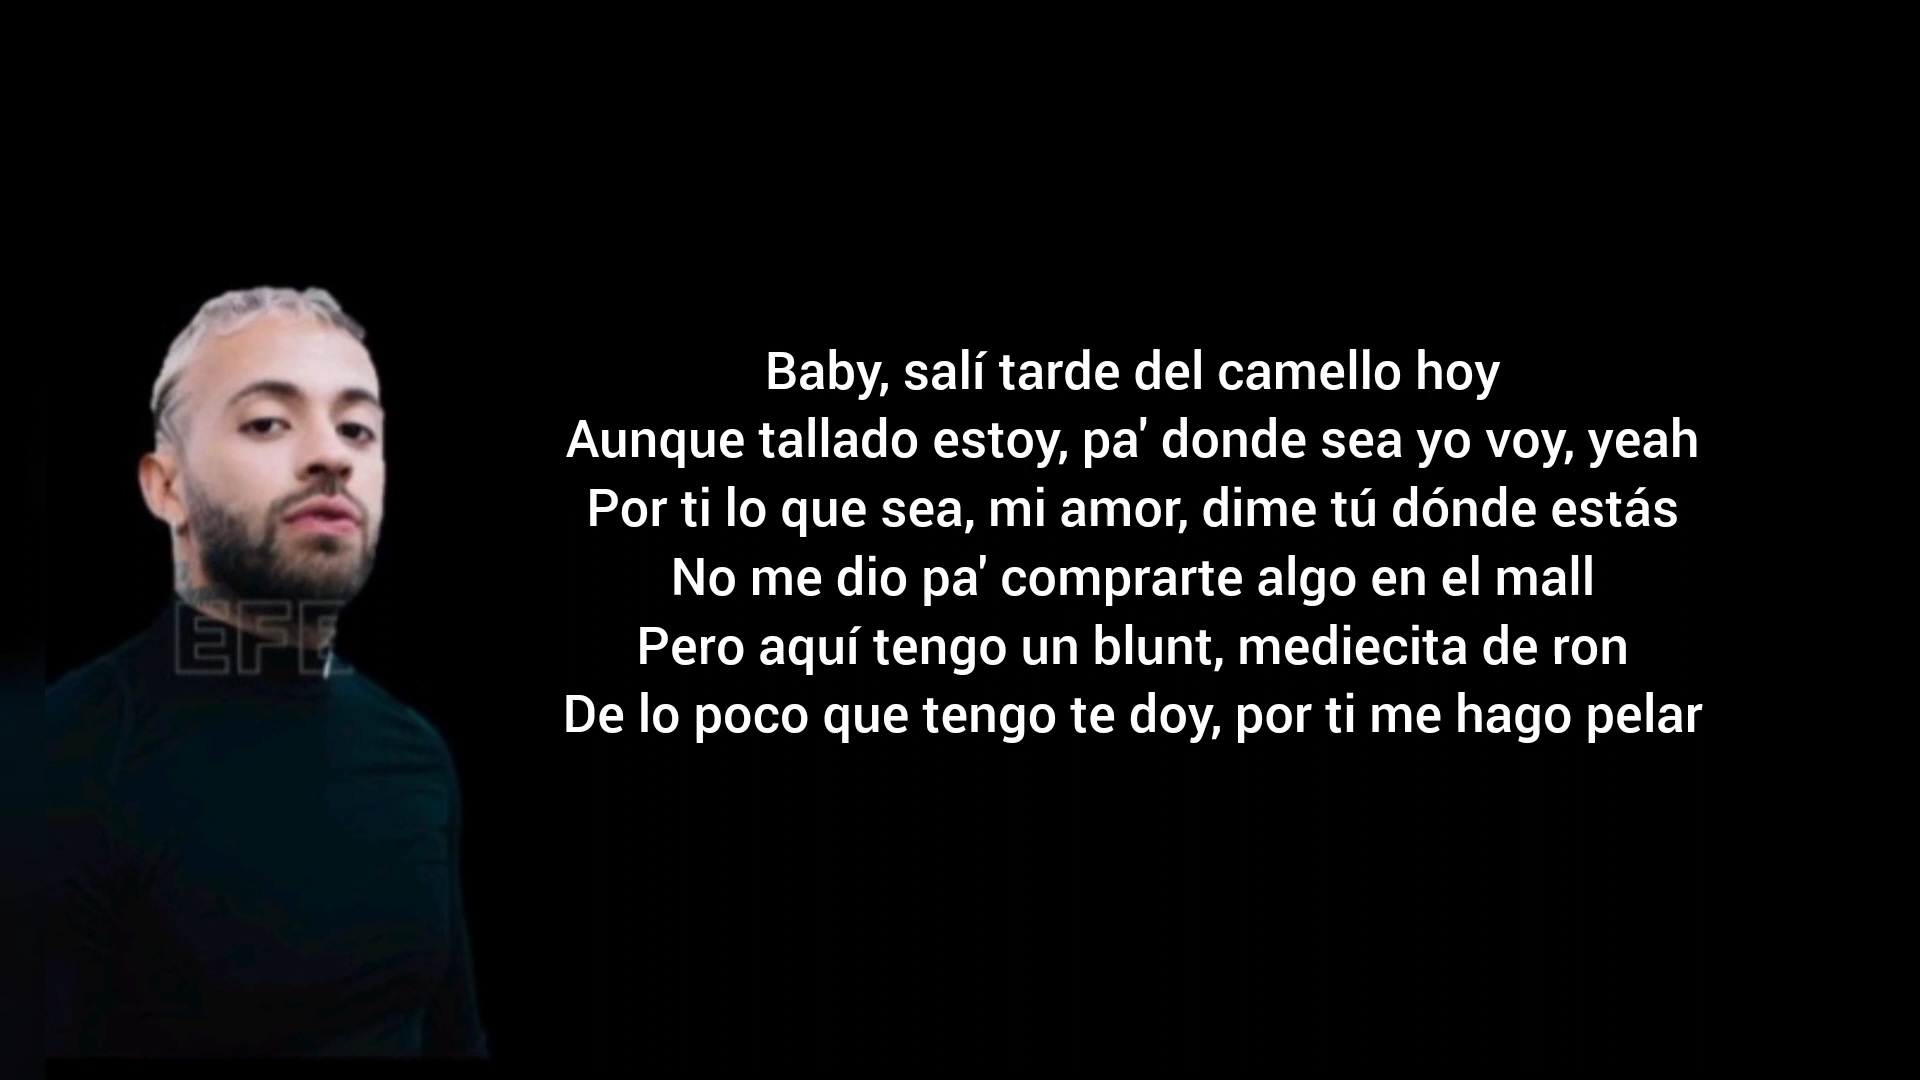 Baby, salí tarde del camello hoy
Aunque tallado estoy, pa' donde sea yo voy, yeah
Por ti lo que sea, mi amor, dime tú dónde estás
No me dio pa' comprarte algo en el mall
Pero aquí tengo un blunt, mediecita de ron
De lo poco que tengo te doy, por ti me hago pelar
EFE